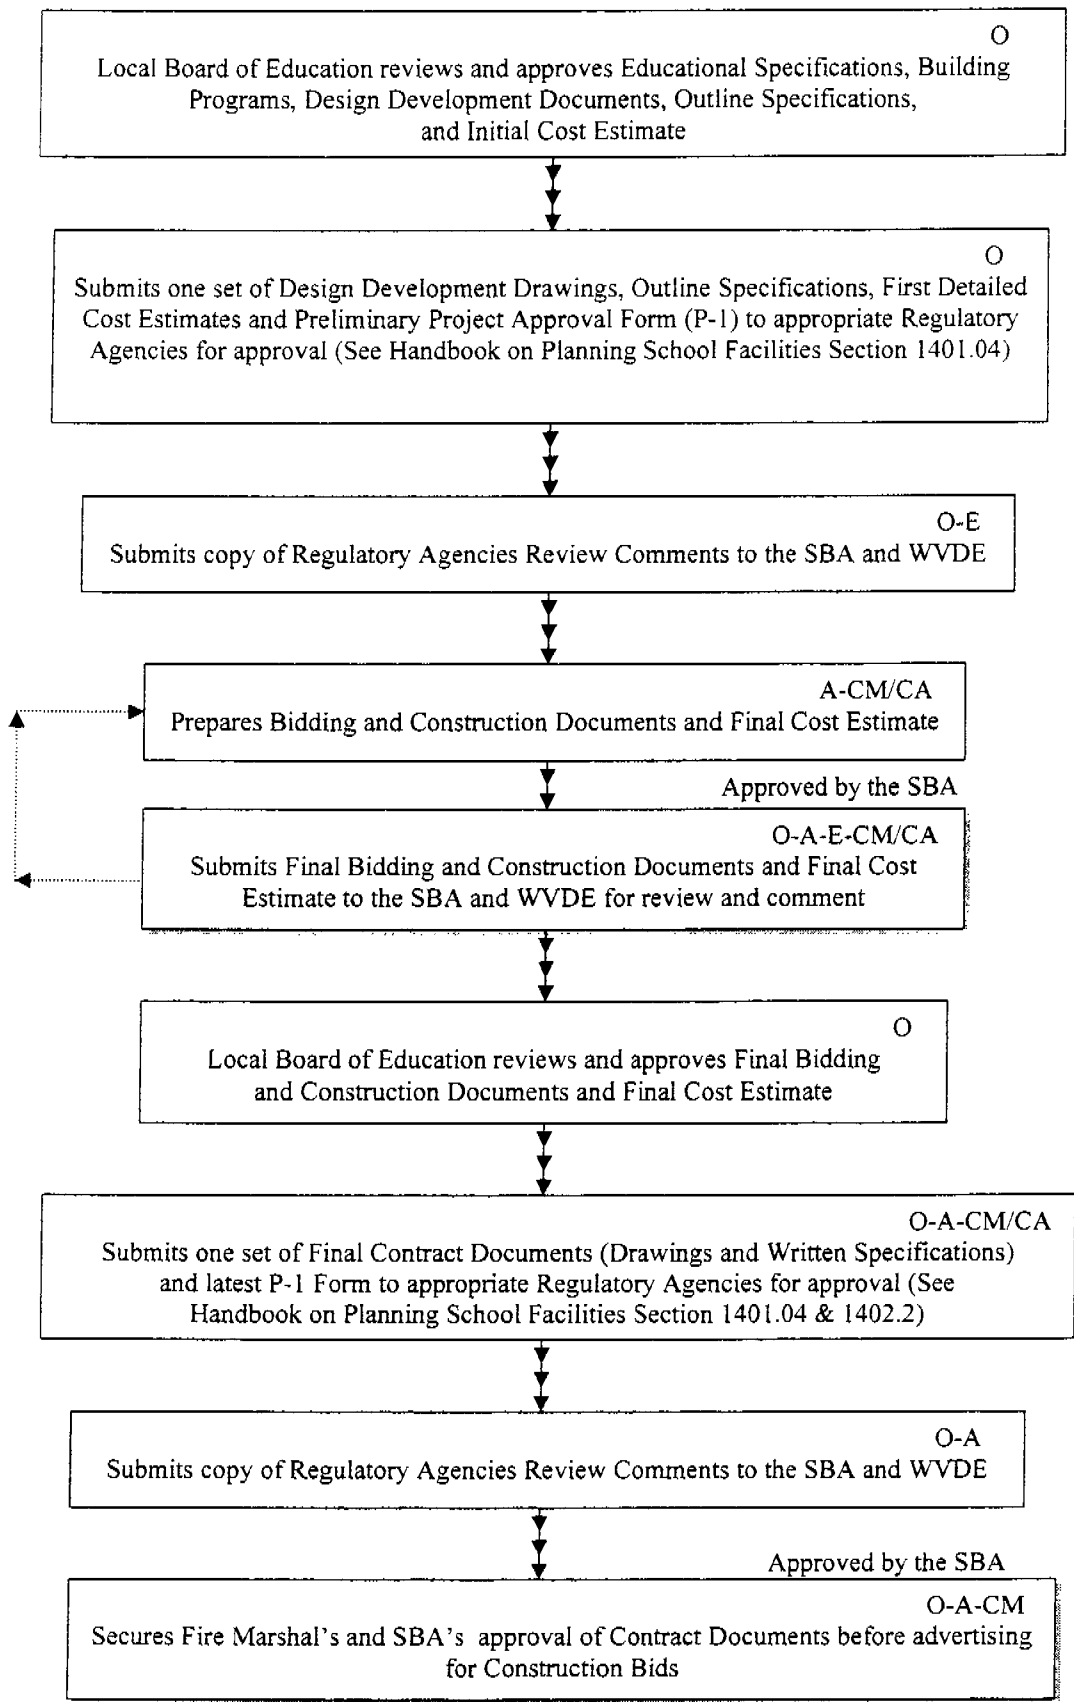 O
Local Board of Education reviews and approves Educational Specifications, Building
Programs, Design Development Documents, Outline Specifications,
and Initial Cost Estimate
O
Submits one set of Design Development Drawings, Outline Specifications, First Detailed
Cost Estimates and Preliminary Project Approval Form (P-1) to appropriate Regulatory
Agencies for approval (See Handbook on Planning School Facilities Section 1401.04)
O-E
Submits copy of Regulatory Agencies Review Comments to the SBA and WVDE
A-CM/CA
Prepares Bidding and Construction Documents and Final Cost Estimate
Approved by the SBA
O-A-E-CM/CA
Submits Final Bidding and Construction Documents and Final Cost
Estimate to the SBA and WVDE for review and comment
O
Local Board of Education reviews and approves Final Bidding
and Construction Documents and Final Cost Estimate
O-A-CM/CA
Submits one set of Final Contract Documents (Drawings and Written Specifications)
and latest P-1 Form to appropriate Regulatory Agencies for approval (See
Handbook on Planning School Facilities Section 1401.04 & 1402.2)
O-A
Submits copy of Regulatory Agencies Review Comments to the SBA and WVDE
Approved by the SBA
O-A-CM
Secures Fire Marshal's and SBA's approval of Contract Documents before advertising
for Construction Bids